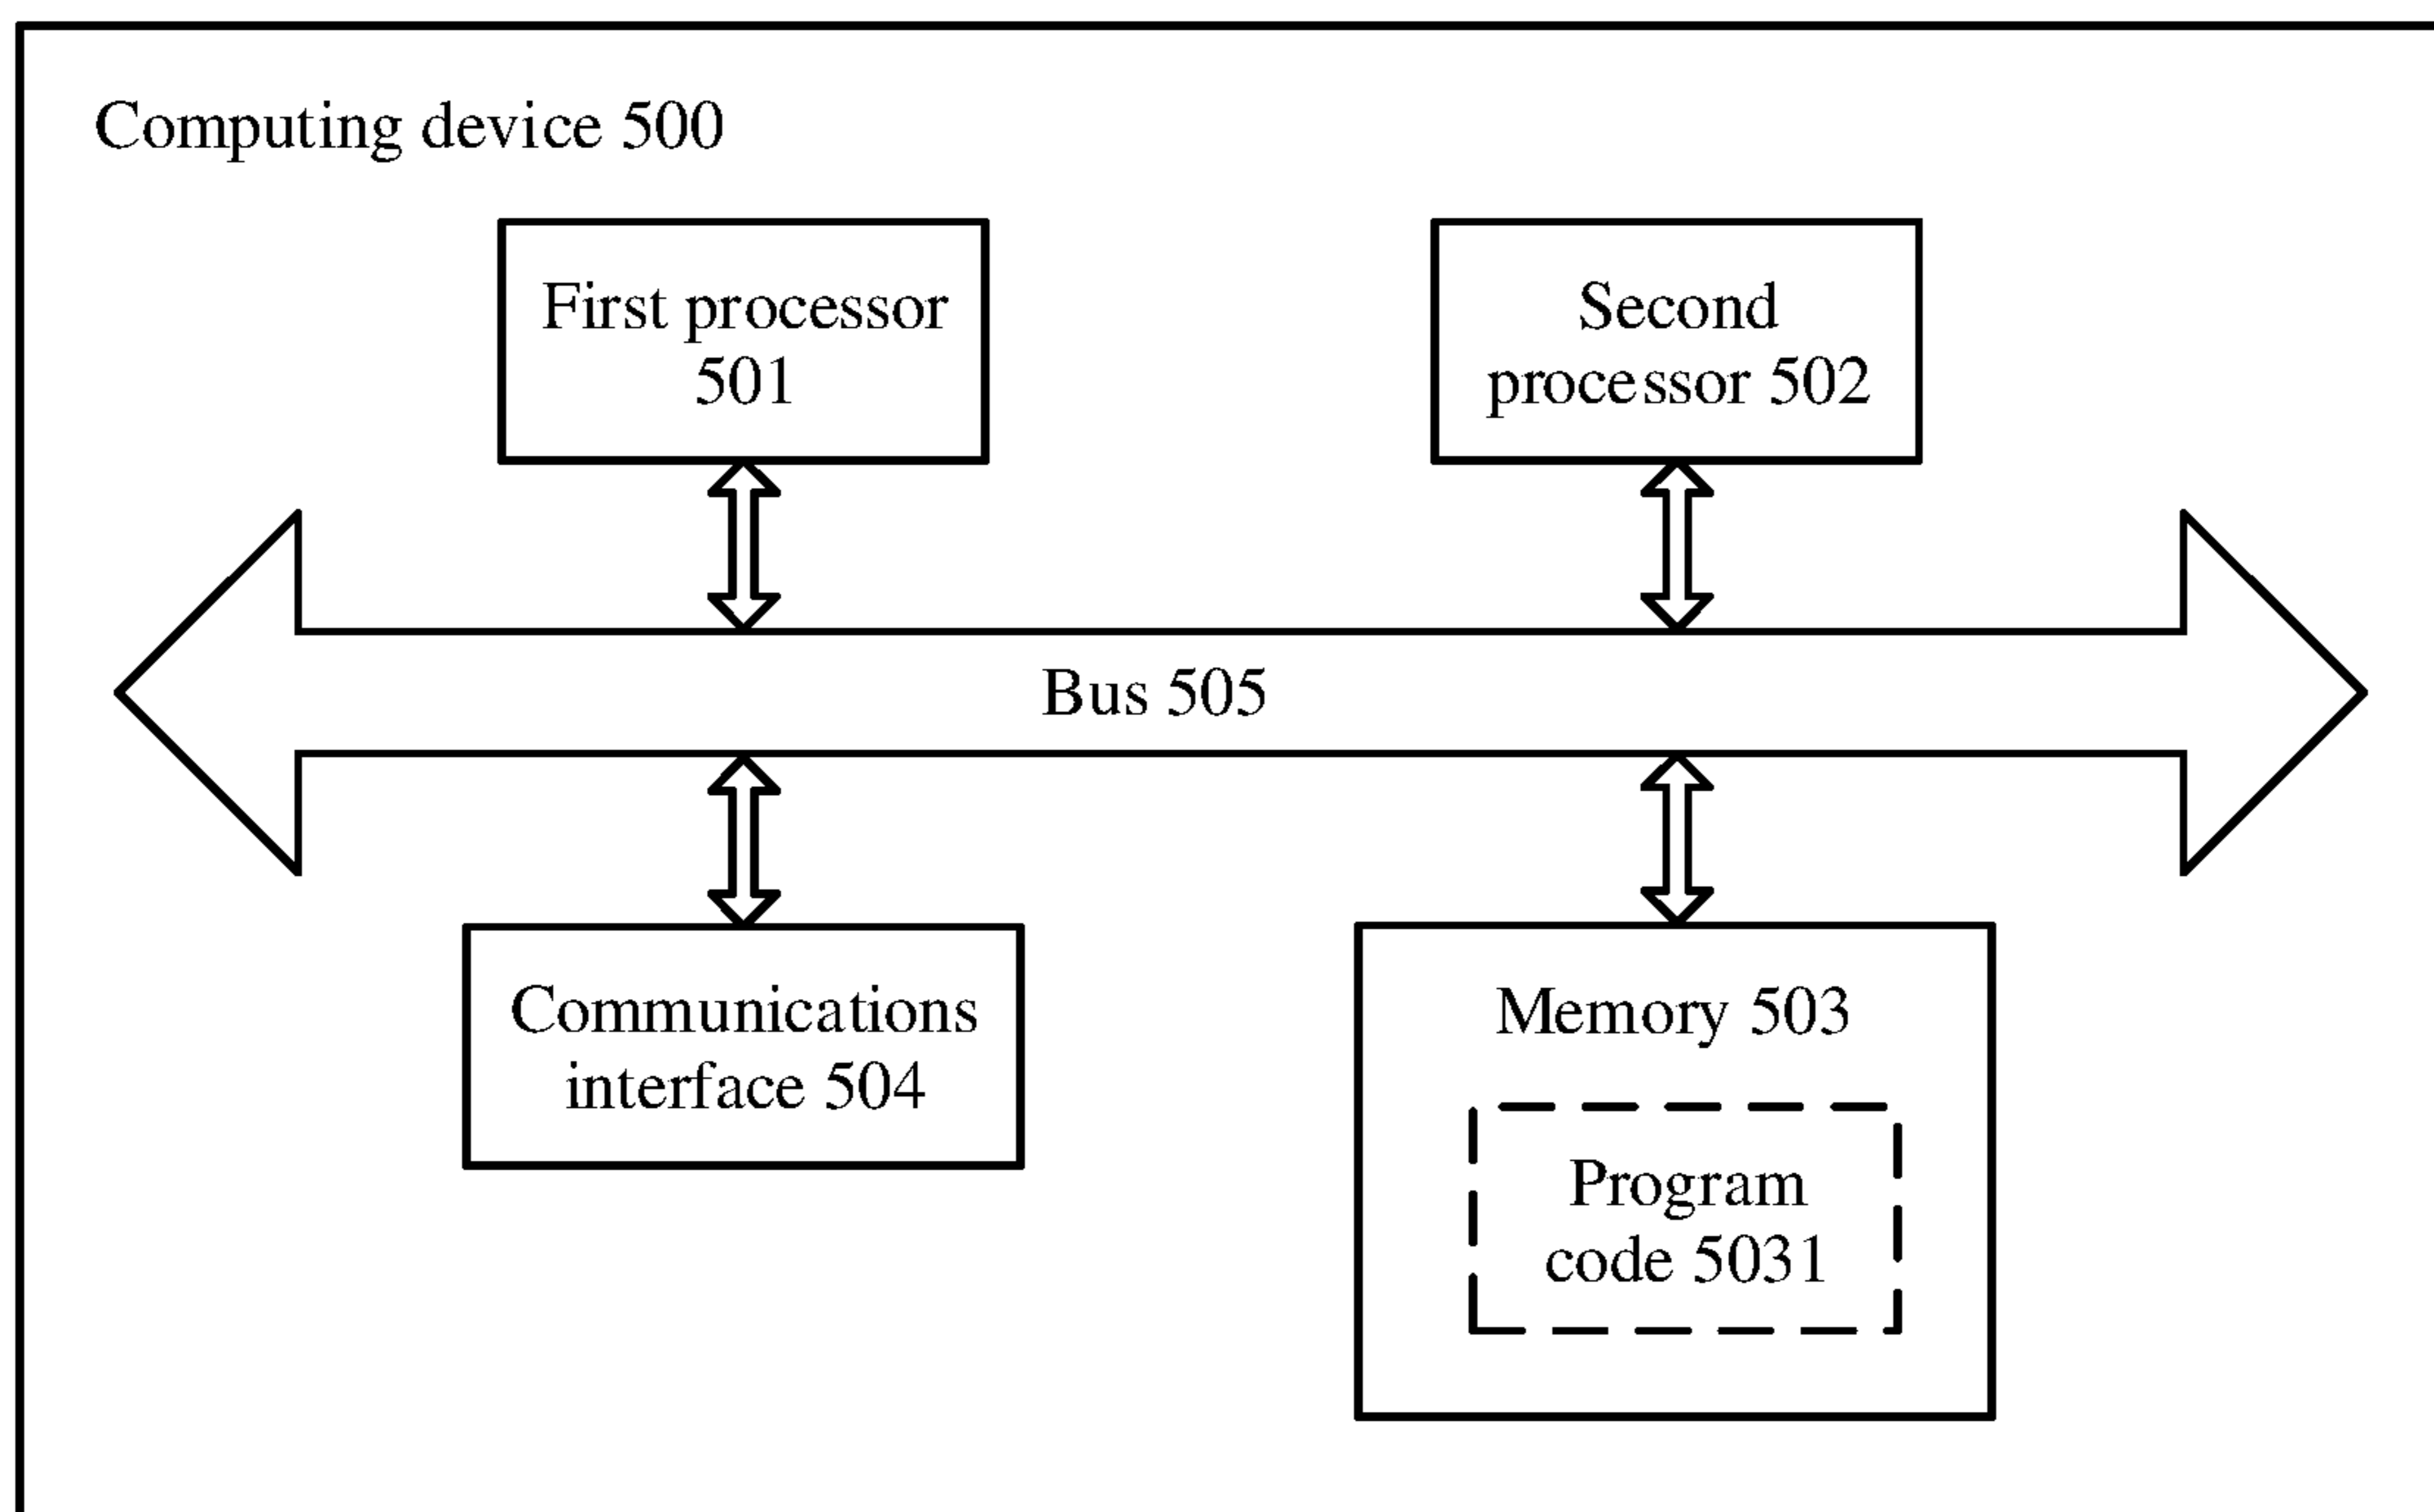 Computing device 500
First processor
501
Second
processor 502
Bus 505
Communications
interface 504
Memory 503
Program
code 5031